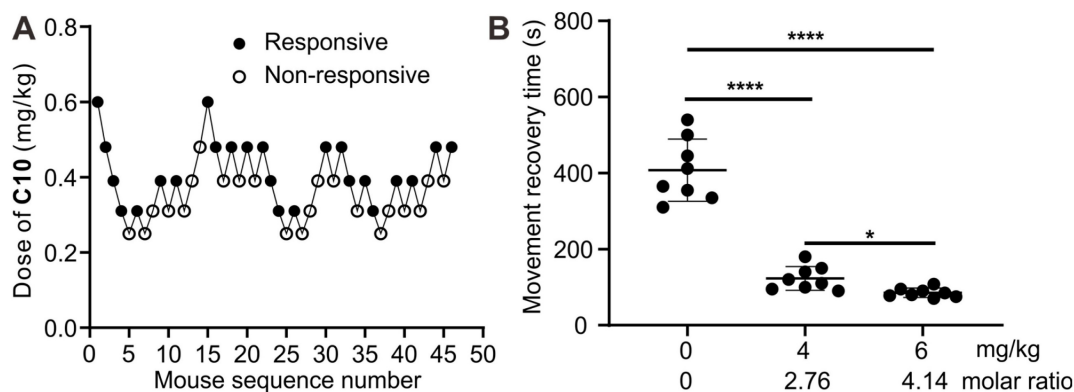 A
Dose of C10 (mg/kg)
0.8
0.6
0.4
0.2
0.0
Responsive
Non-responsive
0 5 10 15 20 25 30 35 40 45 50
Mouse sequence number
B
Movement recovery time (s)
800
600
400
200
0
****
****
*
0 4 6 mg/kg
0 2.76 4.14 molar ratio